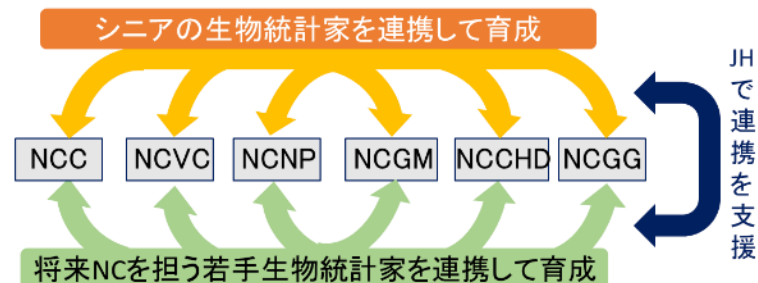 シニアの生物統計家を連携して育成
NCC
NCVC
NCNP
NCGM
NCCHD
NCGG
JHで連携を支援
将来NCを担う若手生物統計家を連携して育成